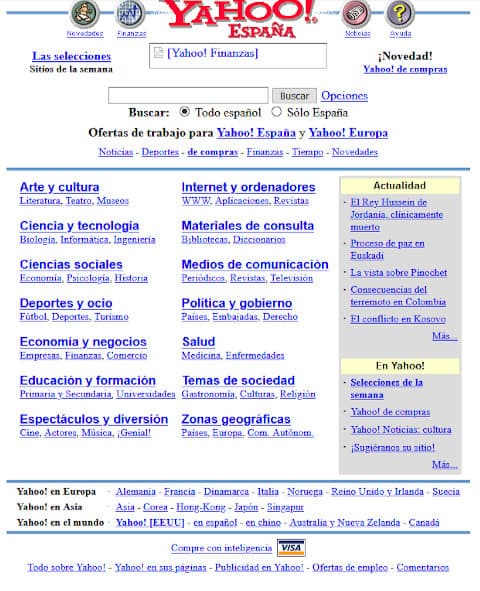 YAHOO!
ESPAÑA
Novedades
Finanzas
Noticias
Ayuda
Las selecciones
Sitios de la semana
[Yahoo! Finanzas]
¡Novedad!
Yahoo! de compras
Buscar Opciones
Buscar: Todo español Sólo España
Ofertas de trabajo para Yahoo! España y Yahoo! Europa
Noticias - Deportes - de compras - Finanzas - Tiempo - Novedades
Arte y cultura
Literatura, Teatro, Museos
Ciencia y tecnología
Biología, Informática, Ingeniería
Ciencias sociales
Economía, Psicología, Historia
Deportes y ocio
Fútbol, Deportes, Turismo
Economía y negocios
Empresas, Finanzas, Comercio
Educación y formación
Primaria y Secundaria, Universidades
Espectáculos y diversión
Cine, Actores, Música, ¡Genial!
Internet y ordenadores
WWW, Aplicaciones, Revistas
Materiales de consulta
Bibliotecas, Diccionarios
Medios de comunicación
Periódicos, Revistas, Televisión
Política y gobierno
Países, Embajadas, Derecho
Salud
Medicina, Enfermedades
Temas de sociedad
Gastronomía, Culturas, Religión
Zonas geográficas
Países, Europa, Com. Autónom.
Actualidad
· El Rey Hussein de
Jordania, clínicamente
muerto
· Proceso de paz en
Euskadi
· La vista sobre Pinochet
· Consecuencias del
terremoto en Colombia
· El conflicto en Kosovo
Más...
En Yahoo!
· Selecciones de la
semana
· Yahoo! de compras
· Yahoo! Noticias: cultura
· ¡Sugiéranos su sitio!
Más...
Yahoo! en Europa · Alemania - Francia - Dinamarca - Italia - Noruega - Reino Unido y Irlanda - Suecia
Yahoo! en Asia · Asia - Corea - Hong-Kong - Japón - Singapur
Yahoo! en el mundo · Yahoo! [EEUU] - en español - en chino - Australia y Nueva Zelanda - Canadá
Compre con inteligencia VISA
Todo sobre Yahoo! - Yahoo! en sus páginas - Publicidad en Yahoo! - Ofertas de empleo - Comentarios